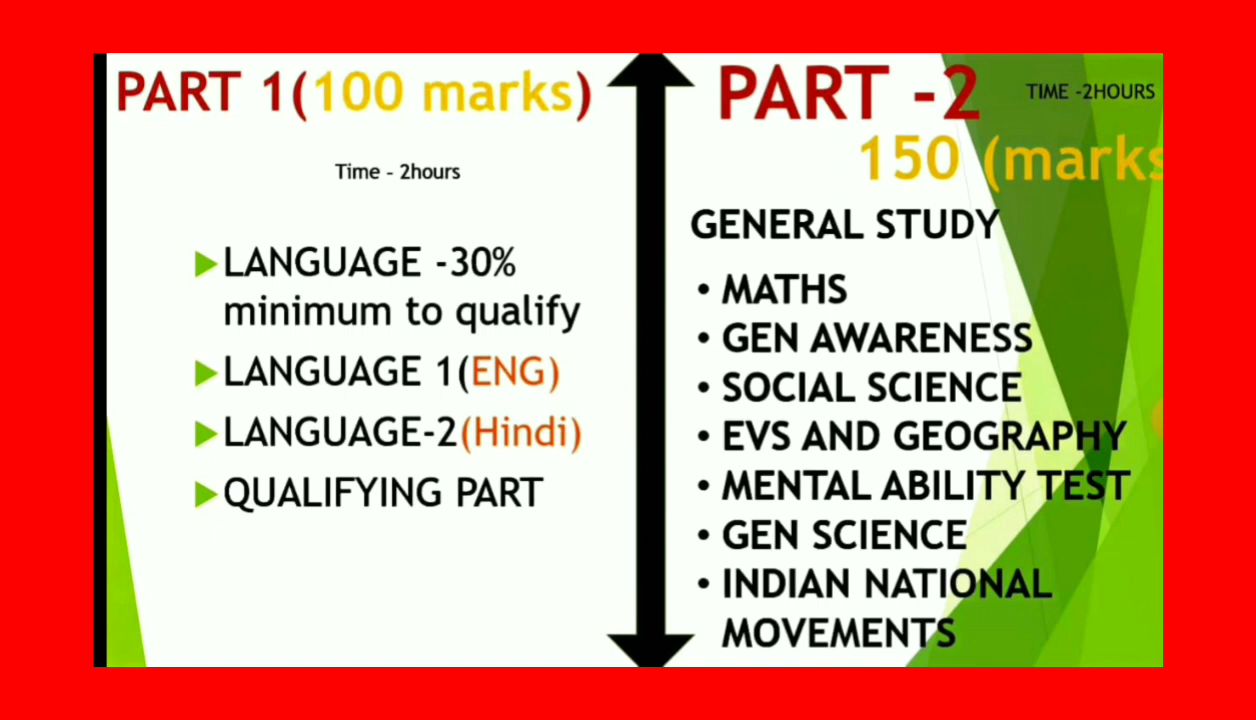 PART 1(100 marks)
Time - 2hours
►LANGUAGE -30%
minimum to qualify
►LANGUAGE 1(ENG)
►LANGUAGE-2(Hindi)
►QUALIFYING PART
PART -2
TIME -2HOURS
150 (marks
GENERAL STUDY
• MATHS
• GEN AWARENESS
• SOCIAL SCIENCE
• EVS AND GEOGRAPHY
• MENTAL ABILITY TEST
• GEN SCIENCE
• INDIAN NATIONAL
MOVEMENTS